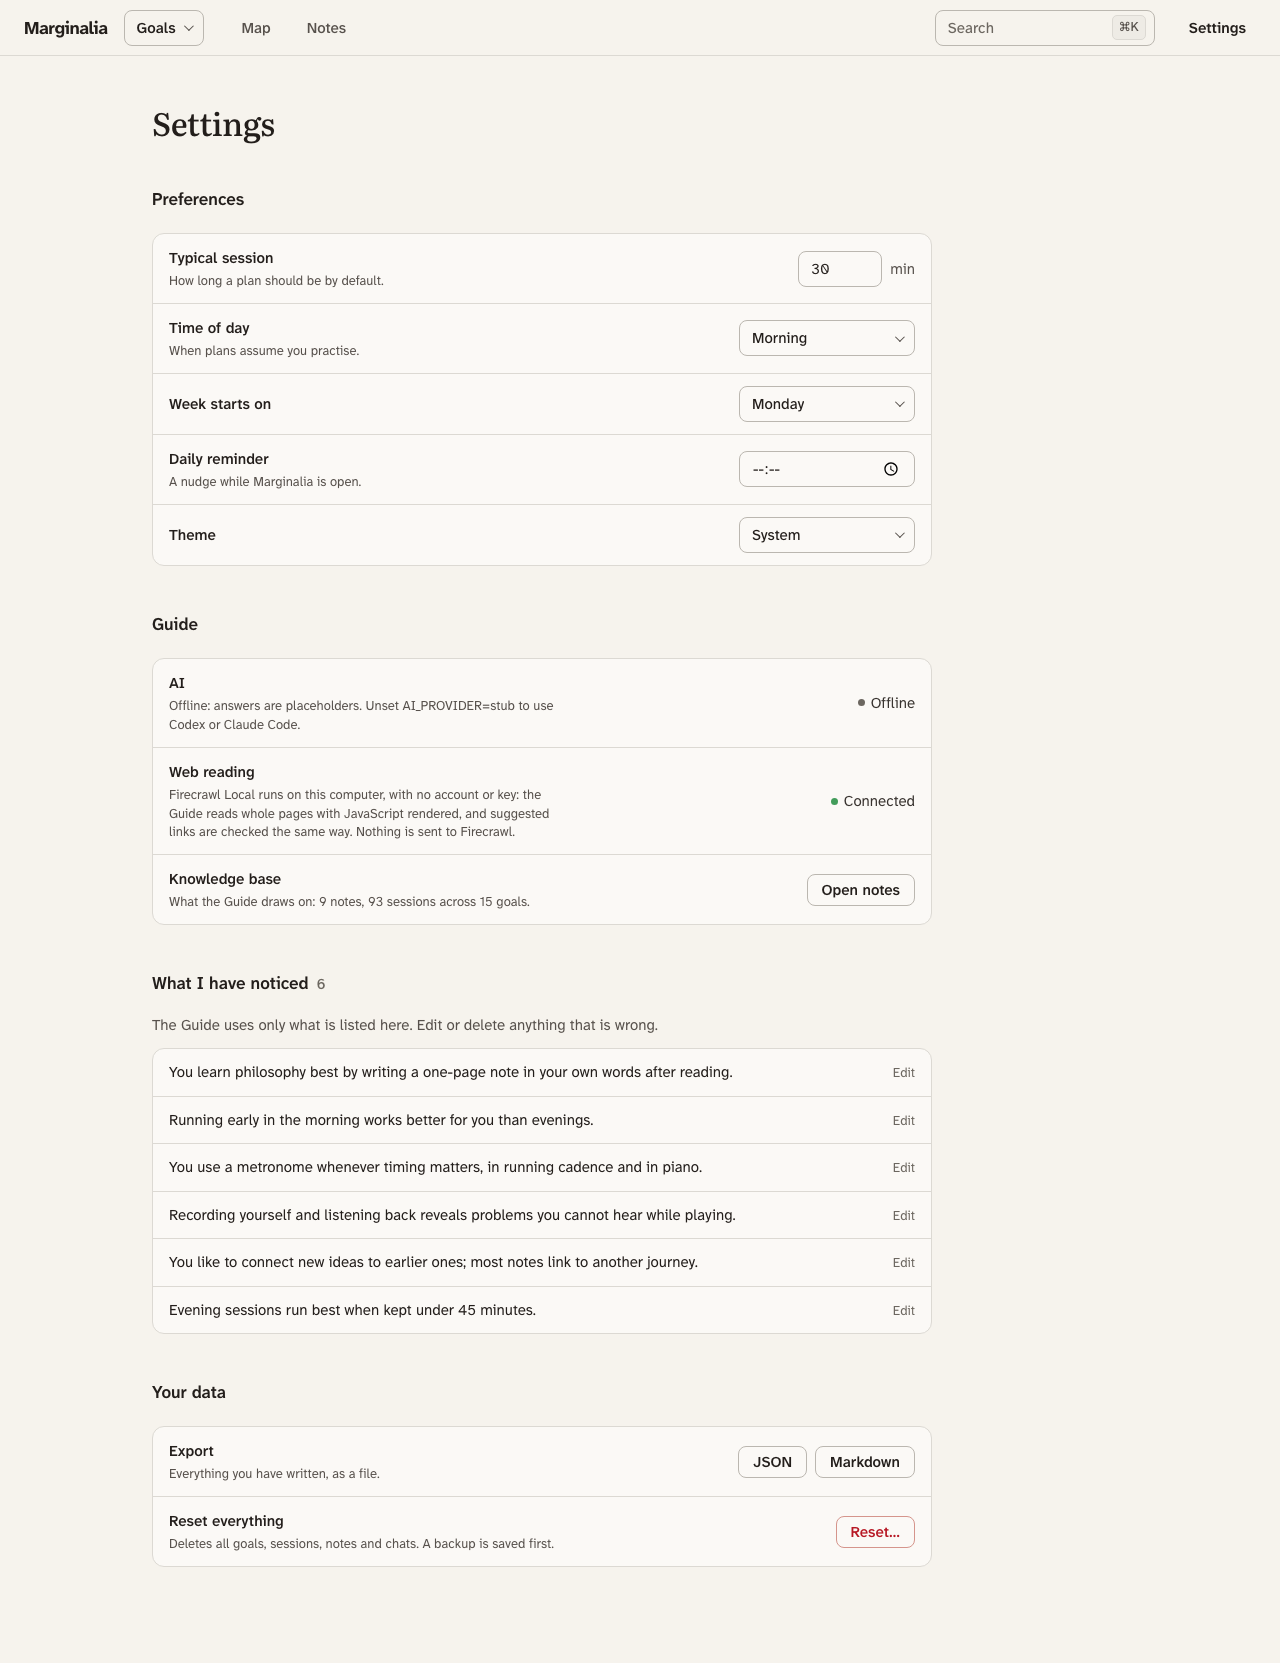 Marginalia
Goals
Map
Notes
Search
⌘K
Settings
Settings
Preferences
Typical session
How long a plan should be by default.
30
min
Time of day
When plans assume you practise.
Morning
Week starts on
Monday
Daily reminder
A nudge while Marginalia is open.
--:--
Theme
System
Guide
AI
Offline: answers are placeholders. Unset AI_PROVIDER=stub to use
Codex or Claude Code.
Offline
Web reading
Firecrawl Local runs on this computer, with no account or key: the
Guide reads whole pages with JavaScript rendered, and suggested
links are checked the same way. Nothing is sent to Firecrawl.
Connected
Knowledge base
What the Guide draws on: 9 notes, 93 sessions across 15 goals.
Open notes
What I have noticed 6
The Guide uses only what is listed here. Edit or delete anything that is wrong.
You learn philosophy best by writing a one-page note in your own words after reading.
Edit
Running early in the morning works better for you than evenings.
Edit
You use a metronome whenever timing matters, in running cadence and in piano.
Edit
Recording yourself and listening back reveals problems you cannot hear while playing.
Edit
You like to connect new ideas to earlier ones; most notes link to another journey.
Edit
Evening sessions run best when kept under 45 minutes.
Edit
Your data
Export
Everything you have written, as a file.
JSON
Markdown
Reset everything
Deletes all goals, sessions, notes and chats. A backup is saved first.
Reset…